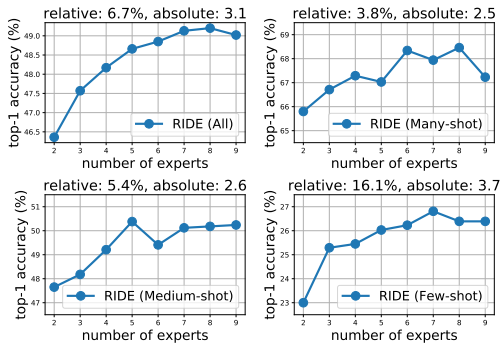 relative: 6.7%, absolute: 3.1
top-1 accuracy (%)
49.0
48.5
48.0
47.5
47.0
46.5
RIDE (All)
2 3 4 5 6 7 8 9
number of experts
relative: 3.8%, absolute: 2.5
top-1 accuracy (%)
69
68
67
66
65
RIDE (Many-shot)
2 3 4 5 6 7 8 9
number of experts
relative: 5.4%, absolute: 2.6
top-1 accuracy (%)
51
50
49
48
47
RIDE (Medium-shot)
2 3 4 5 6 7 8 9
number of experts
relative: 16.1%, absolute: 3.7
top-1 accuracy (%)
27
26
25
24
23
RIDE (Few-shot)
2 3 4 5 6 7 8 9
number of experts